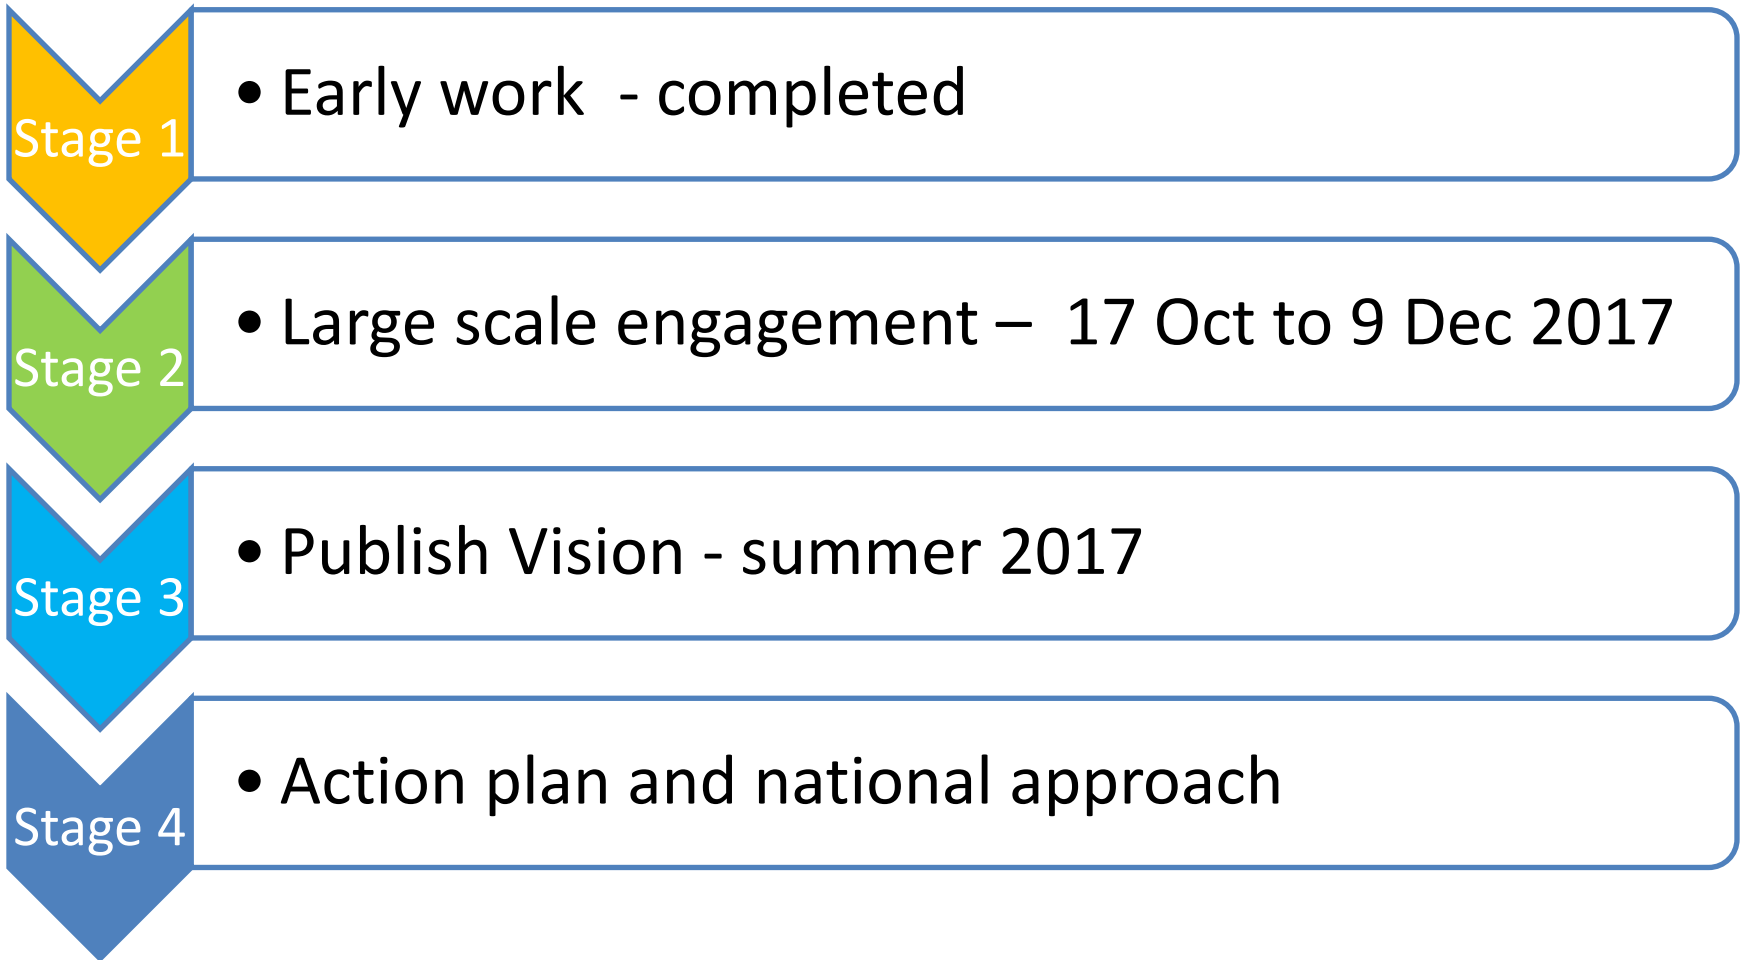 Stage 1
• Early work  - completed
Stage 2
• Large scale engagement –  17 Oct to 9 Dec 2017
Stage 3
• Publish Vision - summer 2017
Stage 4
• Action plan and national approach